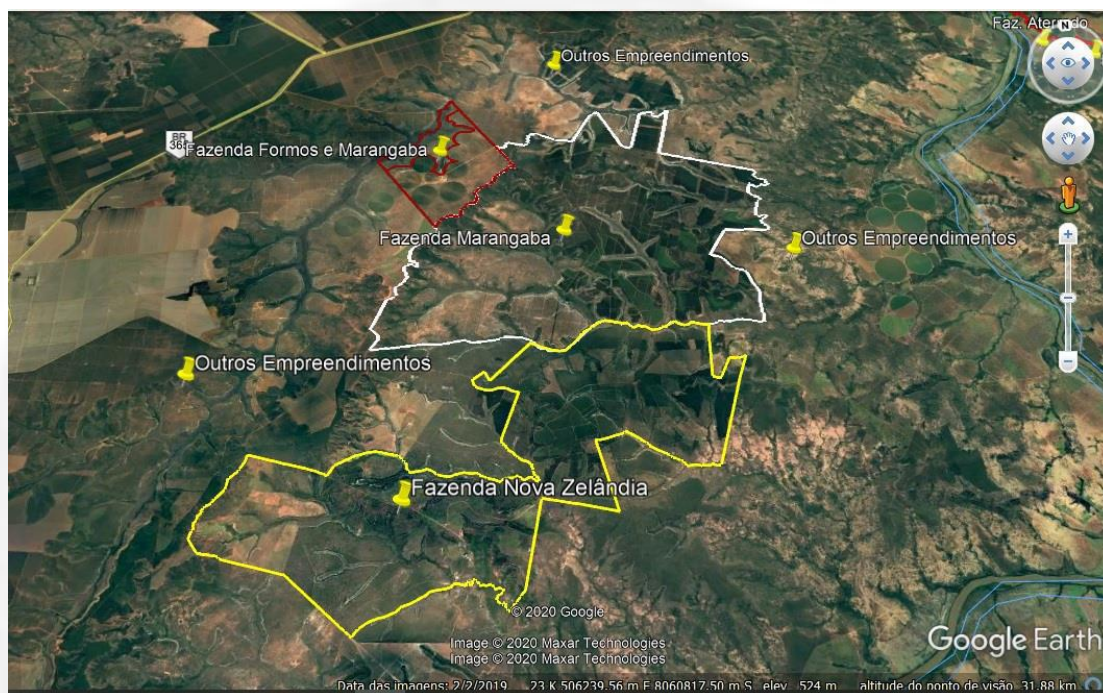 Faz. Aterrado
N
Outros Empreendimentos
BR
365
Fazenda Formos e Marangaba
Fazenda Marangaba
Outros Empreendimentos
Outros Empreendimentos
Fazenda Nova Zelândia
© 2020 Google
Image © 2020 Maxar Technologies
Image © 2020 Maxar Technologies
Google Earth
Data das imagens: 2/2/2019 23 K 506239.56 m E 8060817.50 m S elev. 524 m altitude do ponto de visão 31.88 km